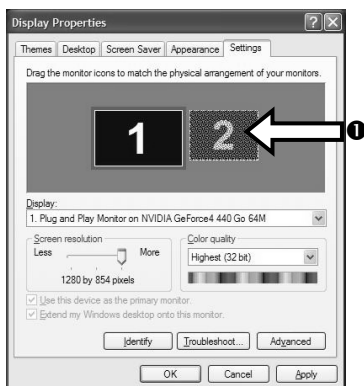 Display Properties
Themes Desktop Screen Saver Appearance Settings
Drag the monitor icons to match the physical arrangement of your monitors.
1 2
1
Display:
1. Plug and Play Monitor on NVIDIA GeForce4 440 Go 64M
Screen resolution
Less More
1280 by 854 pixels
Color quality
Highest (32 bit)
Use this device as the primary monitor.
Extend my Windows desktop onto this monitor.
Identify Troubleshoot... Advanced
OK Cancel Apply